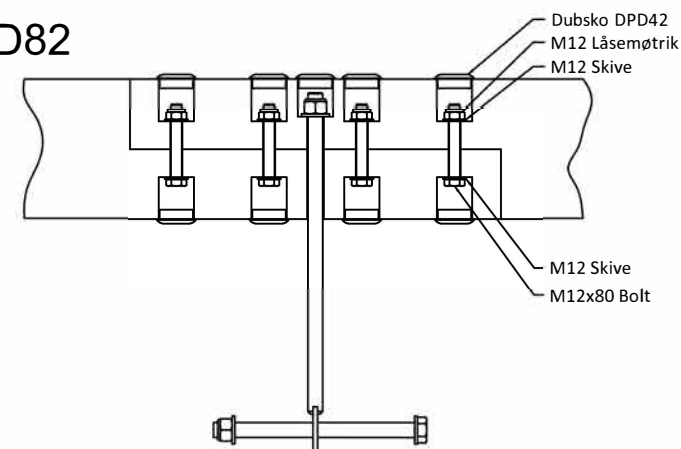 D82
Dubsko DPD42
M12 Låsemøtrik
M12 Skive
M12 Skive
M12x80 Bolt